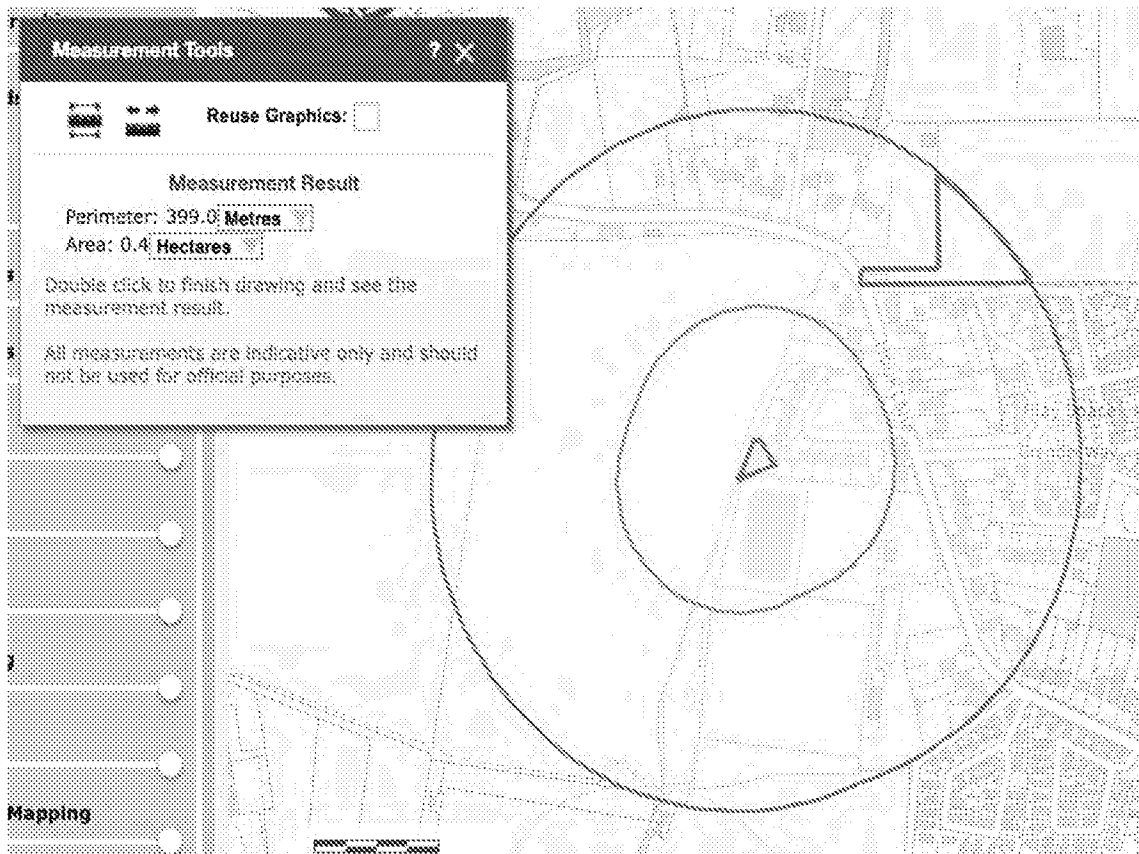 Measurement Tools ? X
Reuse Graphics:
Measurement Result
Perimeter: 399.0 Metres
Area: 0.4 Hectares
Double click to finish drawing and see the
measurement result.
All measurements are indicative only and should
not be used for official purposes.
Mapping